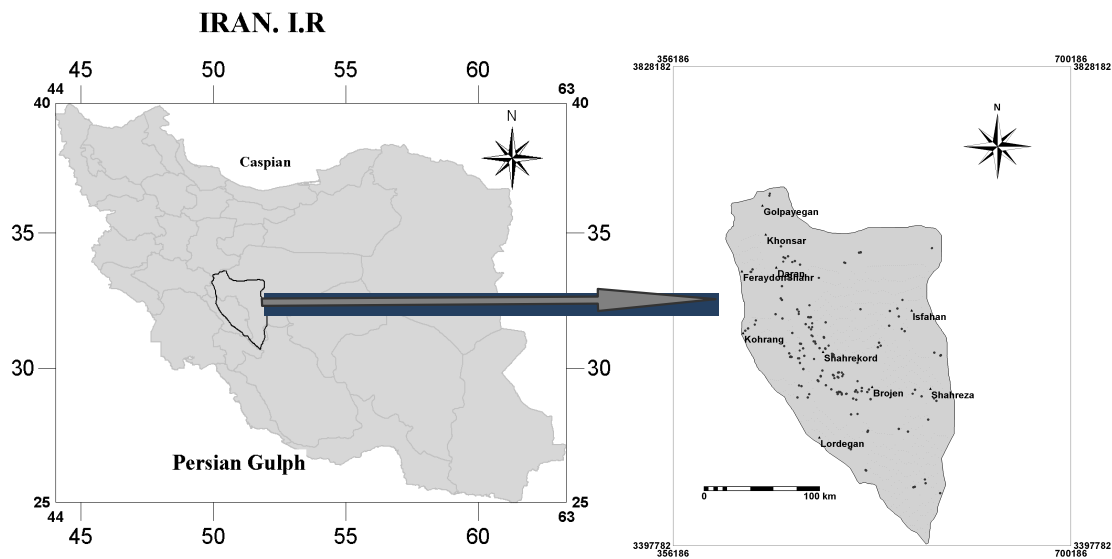 IRAN. I.R
45 50 55 60
44 63
40 40
N
Caspian
35 35
30 30
Persian Gulph
25 25
44 63
45 50 55 60
356186 700186
3828182 3828182
N
Golpayegan
Khonsar
Daran
FeraydonShahr
Isfahan
Kohrang
Shahrekord
Brojen
Shahreza
Lordegan
0 100 km
3397782 3397782
356186 700186